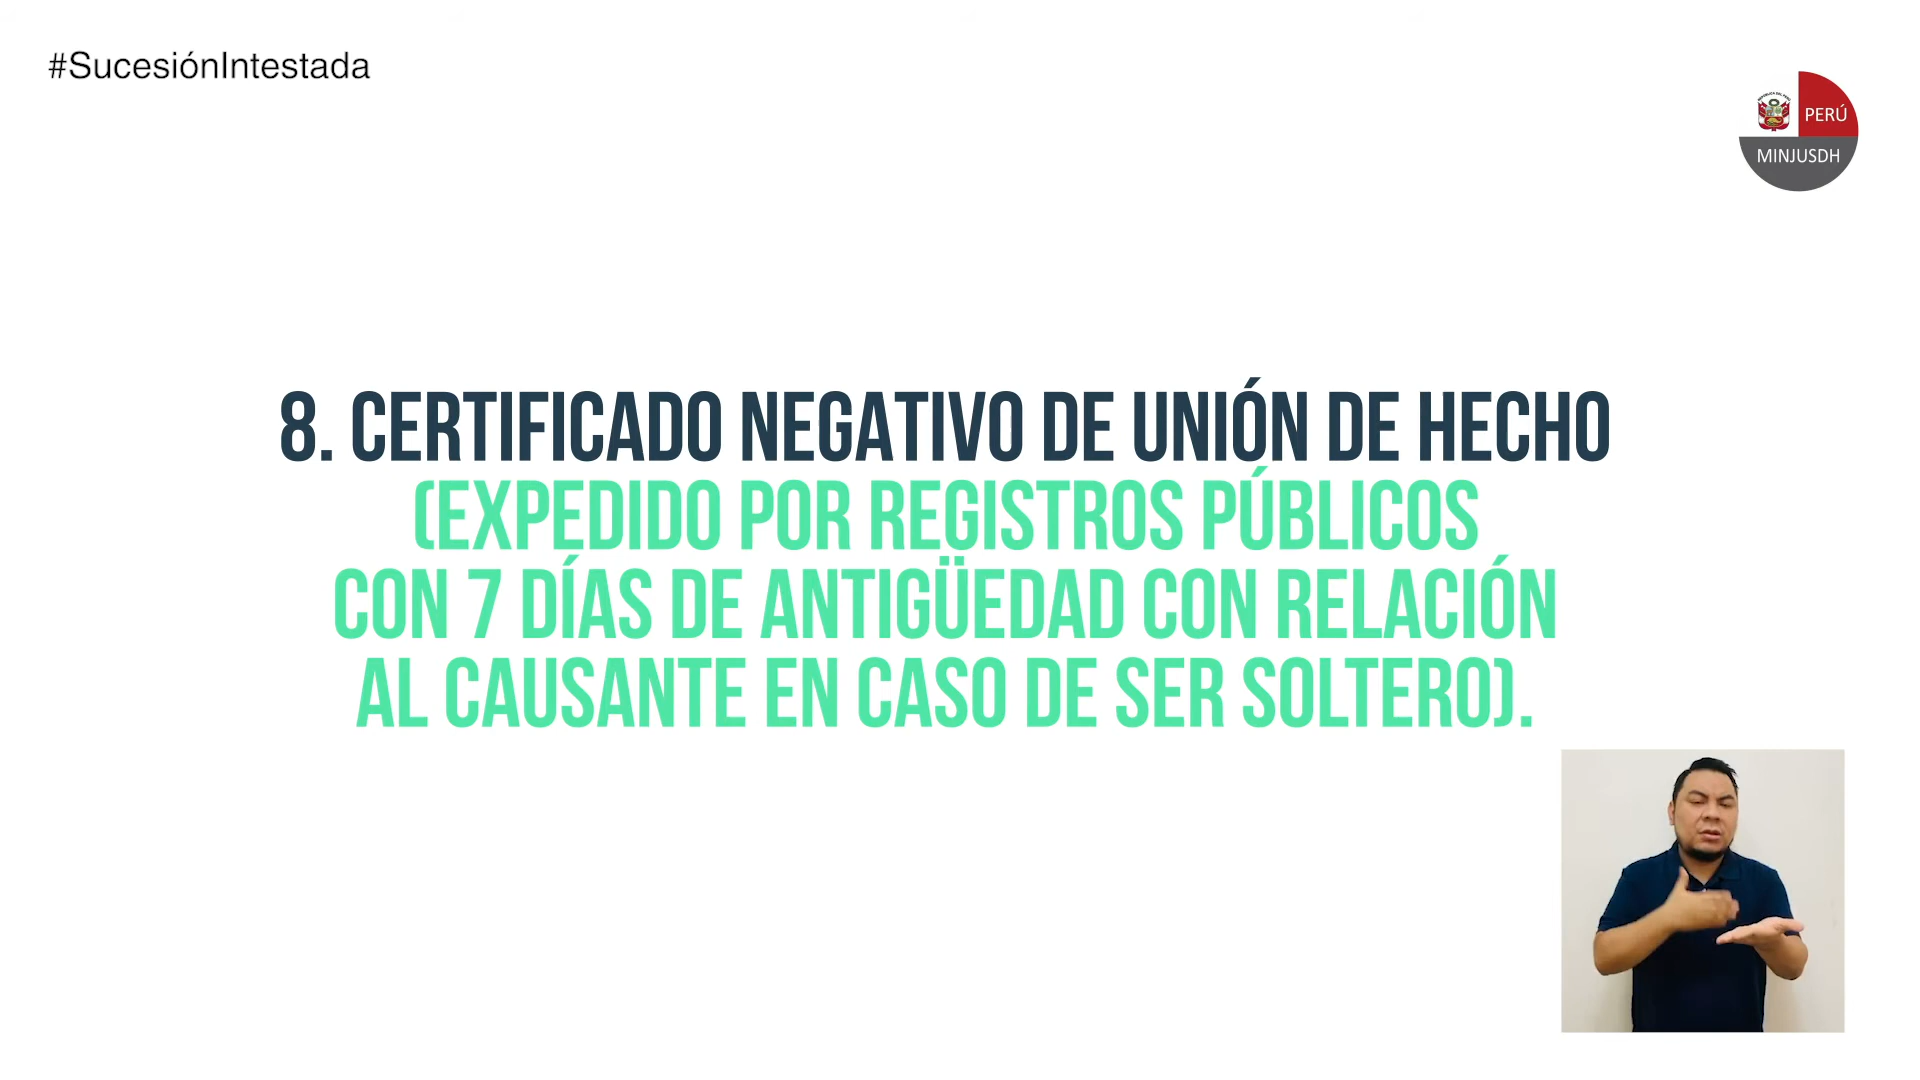 #SucesiónIntestada
PERÚ
MINJUSDH
8. CERTIFICADO NEGATIVO DE UNIÓN DE HECHO
(EXPEDIDO POR REGISTROS PÚBLICOS
CON 7 DÍAS DE ANTIGÜEDAD CON RELACIÓN
AL CAUSANTE EN CASO DE SER SOLTERO).